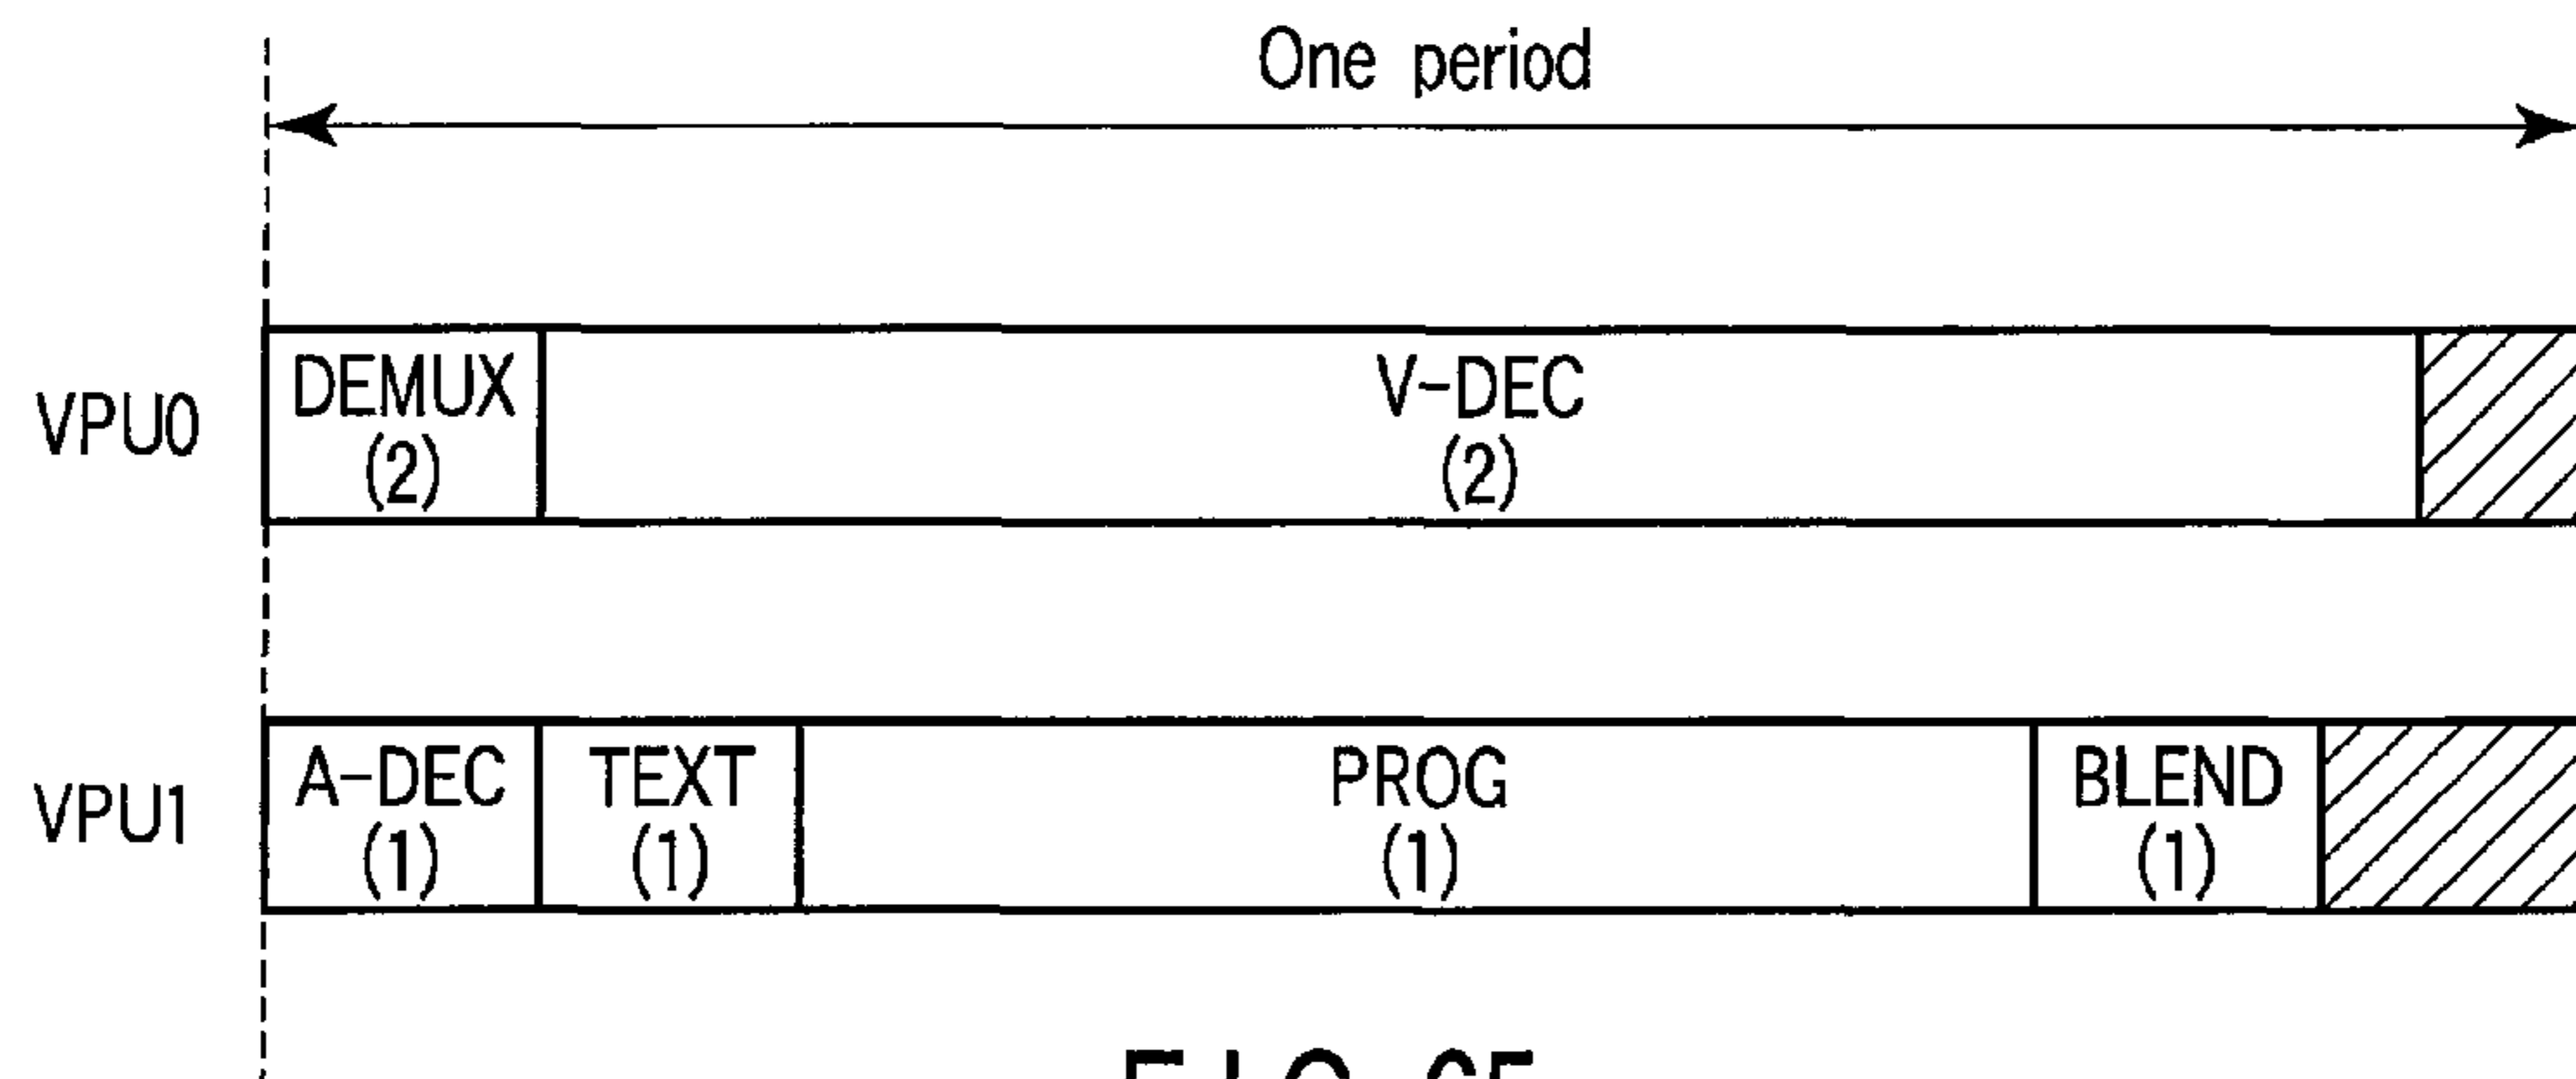 One period
VPU0
DEMUX
(2)
V-DEC
(2)
VPU1
A-DEC
(1)
TEXT
(1)
PROG
(1)
BLEND
(1)